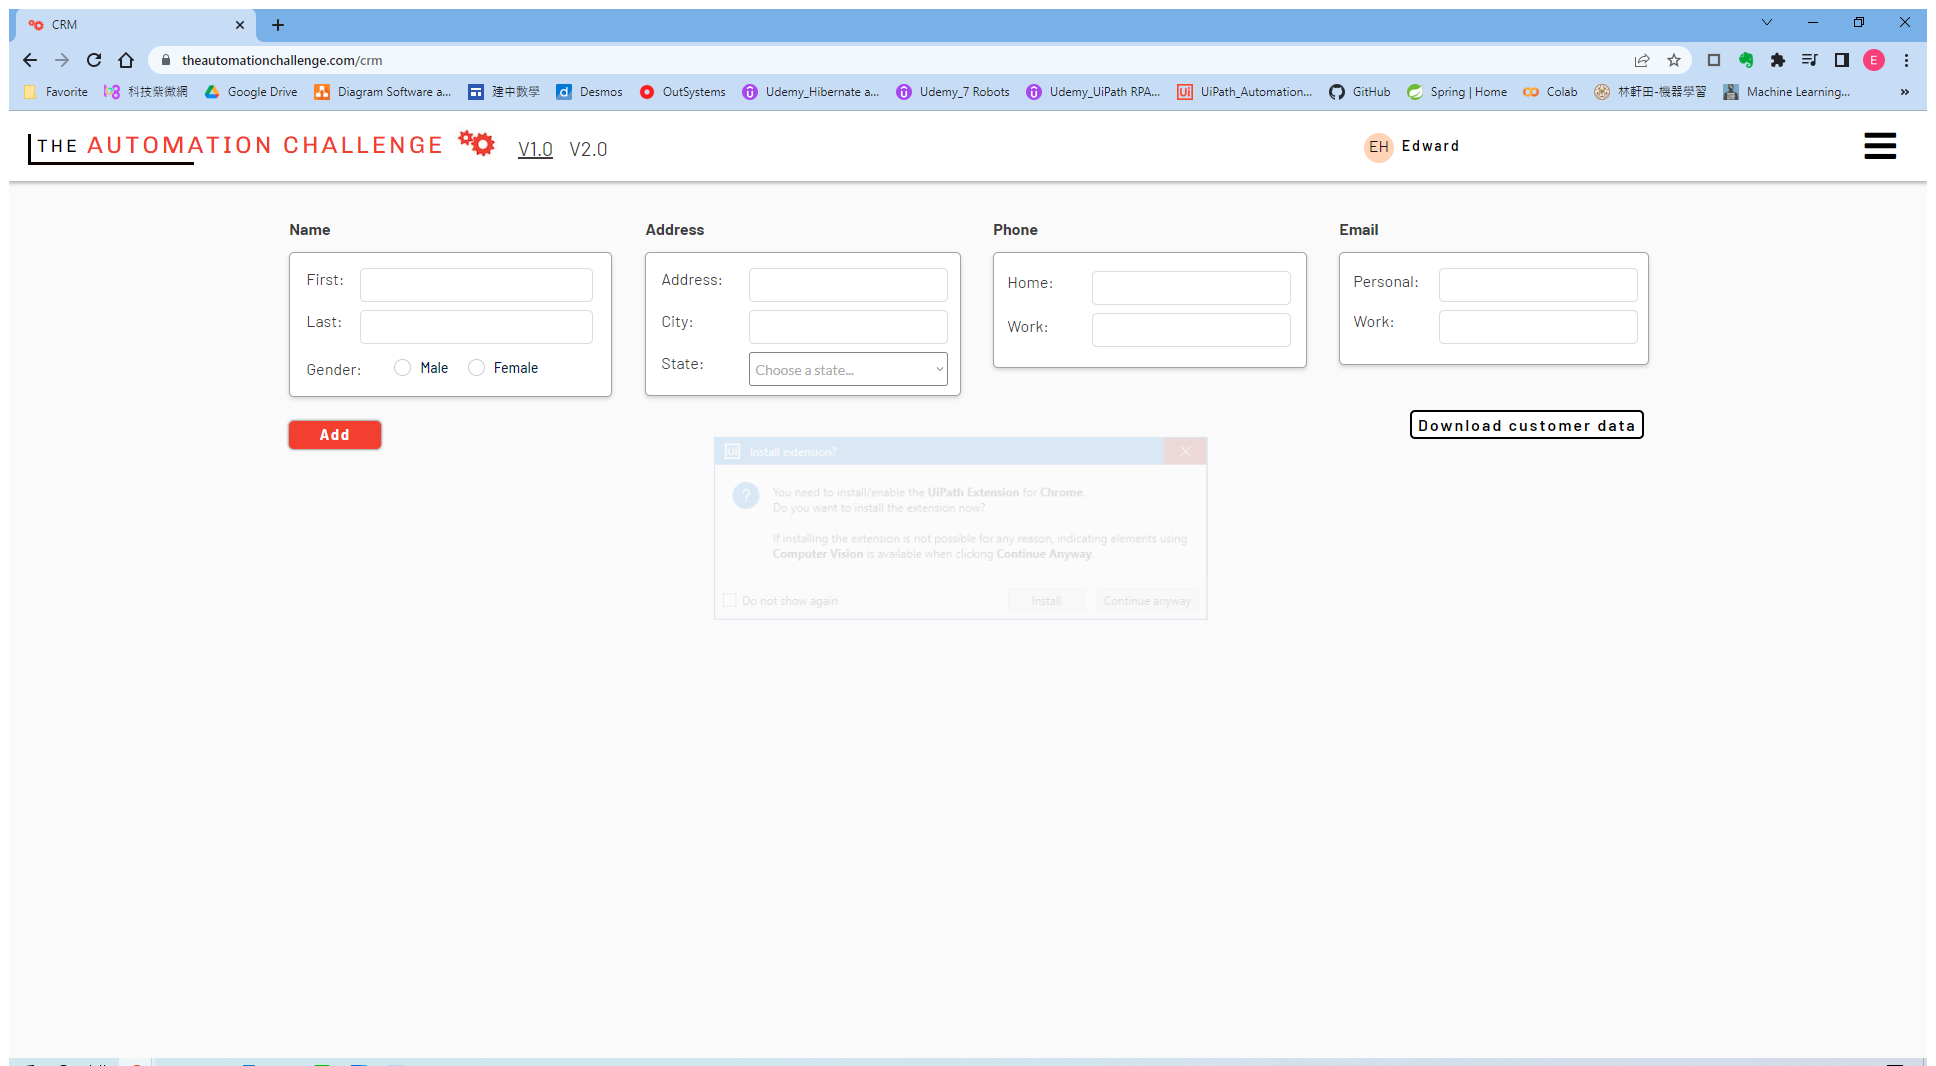 CRM
theautomationchallenge.com/crm
E
Favorite 科技紫微網 Google Drive Diagram Software a... 建中數學 Desmos OutSystems Udemy_Hibernate a... Udemy_7 Robots Udemy_UiPath RPA... UiPath_Automation... GitHub Spring | Home Colab 林軒田-機器學習 Machine Learning... »
THE AUTOMATION CHALLENGE V1.0 V2.0 EH Edward
Name Address Phone Email
First: Address: Home: Personal:
Last: City: Work: Work:
Gender: Male Female State: Choose a state...
Add Download customer data
Ui Install extension?
You need to install/enable the UiPath Extension for Chrome.
Do you want to install the extension now?
If installing the extension is not possible for any reason, indicating elements using
Computer Vision is available when clicking Continue Anyway.
Do not show again Install Continue anyway